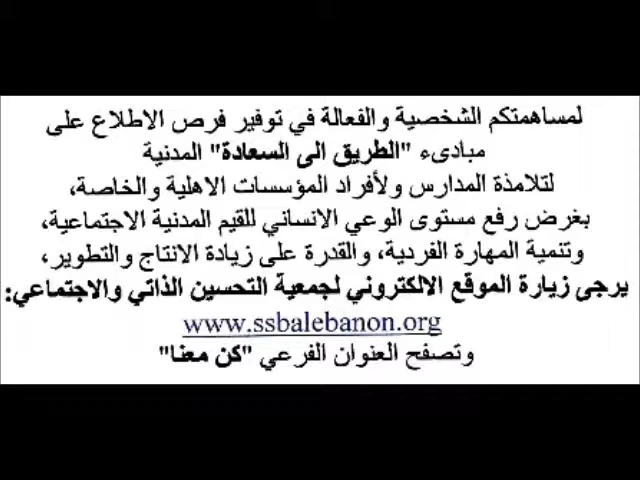 لمساهمتكم الشخصية والفعالة في توفير فرص الاطلاع على
مبادىء "الطريق الى السعادة" المدنية
لتلامذة المدارس ولأفراد المؤسسات الاهلية والخاصة،
بغرض رفع مستوى الوعي الانساني للقيم المدنية الاجتماعية،
وتنمية المهارة الفردية، والقدرة على زيادة الانتاج والتطوير،
يرجى زيارة الموقع الالكتروني لجمعية التحسين الذاتي والاجتماعي:
www.ssbalebanon.org
وتصفح العنوان الفرعي "كن معنا"